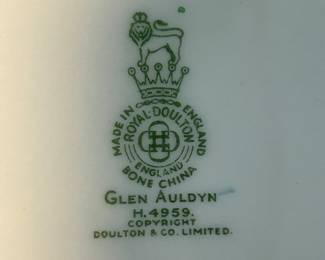 MADE IN ENGLAND
ROYAL DOULTON
ENGLAND
BONE CHINA
GLEN AULDYN
H.4959.
COPYRIGHT
DOULTON & CO. LIMITED.